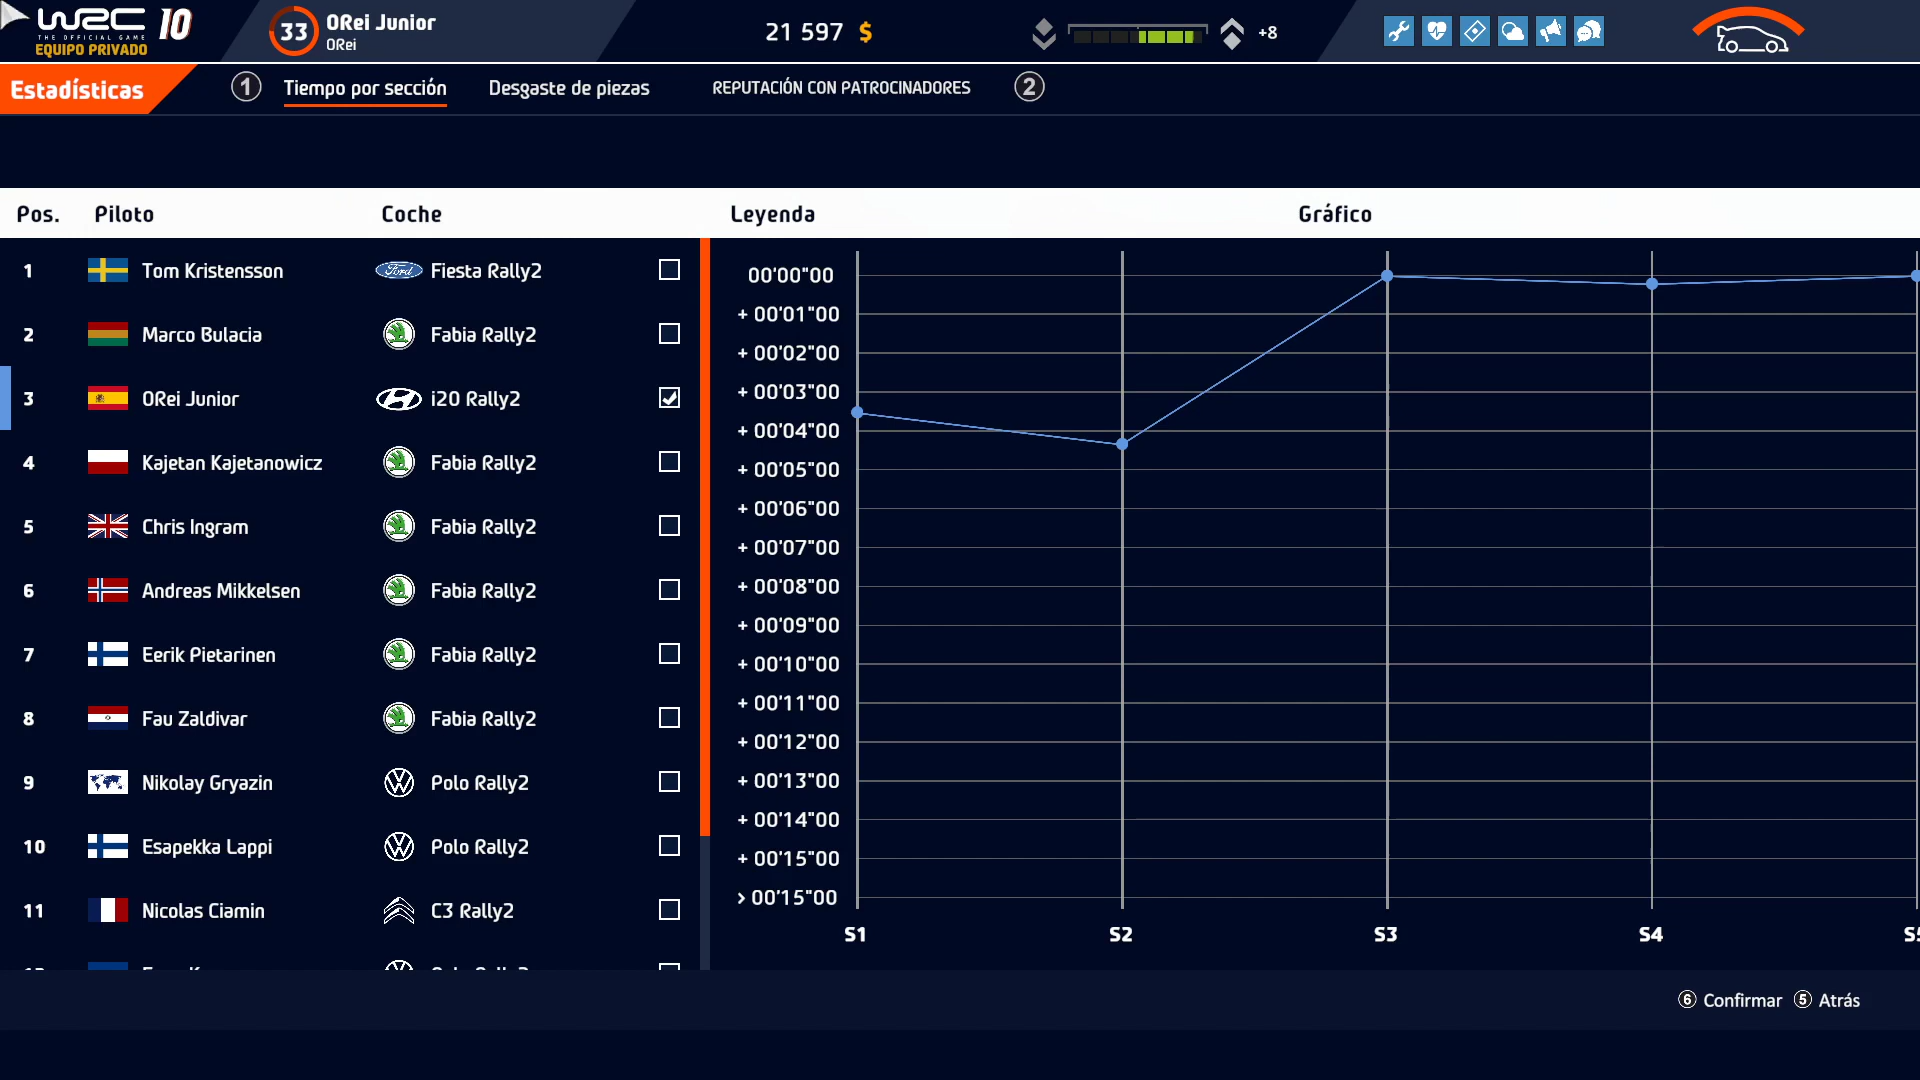 WRC 10
THE OFFICIAL GAME
EQUIPO PRIVADO
33
ORei Junior
ORei
21 597 $
+8
Estadísticas
1 Tiempo por sección Desgaste de piezas REPUTACIÓN CON PATROCINADORES 2
Pos. Piloto Coche Leyenda Gráfico
1 Tom Kristensson Ford Fiesta Rally2
2 Marco Bulacia Fabia Rally2
3 ORei Junior i20 Rally2
4 Kajetan Kajetanowicz Fabia Rally2
5 Chris Ingram Fabia Rally2
6 Andreas Mikkelsen Fabia Rally2
7 Eerik Pietarinen Fabia Rally2
8 Fau Zaldivar Fabia Rally2
9 Nikolay Gryazin Polo Rally2
10 Esapekka Lappi Polo Rally2
11 Nicolas Ciamin C3 Rally2
00'00"00
+ 00'01"00
+ 00'02"00
+ 00'03"00
+ 00'04"00
+ 00'05"00
+ 00'06"00
+ 00'07"00
+ 00'08"00
+ 00'09"00
+ 00'10"00
+ 00'11"00
+ 00'12"00
+ 00'13"00
+ 00'14"00
+ 00'15"00
> 00'15"00
S1 S2 S3 S4 S5
6 Confirmar 5 Atrás